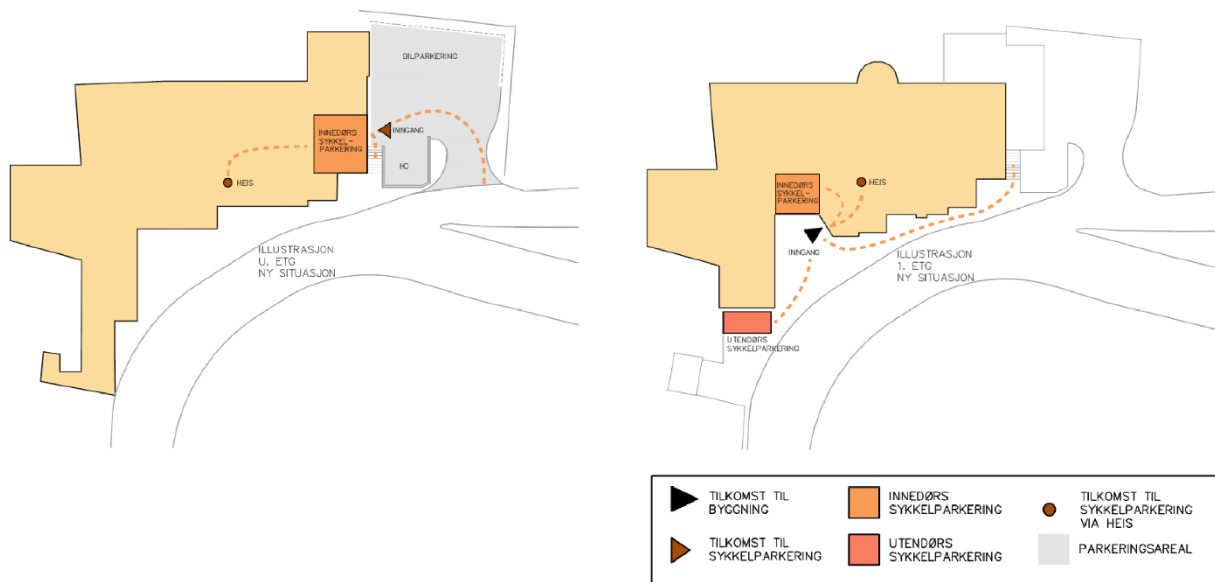 BILPARKERING
INNEDØRS
SYKKEL-
PARKERING
INNGANG
HC
HEIS
ILLUSTRASJON
U. ETG
NY SITUASJON
INNEDØRS
SYKKEL-
PARKERING
HEIS
INNGANG
ILLUSTRASJON
1. ETG
NY SITUASJON
UTENDØRS
SYKKELPARKERING
TILKOMST TIL
BYGGNING
INNEDØRS
SYKKELPARKERING
TILKOMST TIL
SYKKELPARKERING
VIA HEIS
TILKOMST TIL
SYKKELPARKERING
UTENDØRS
SYKKELPARKERING
PARKERINGSAREAL